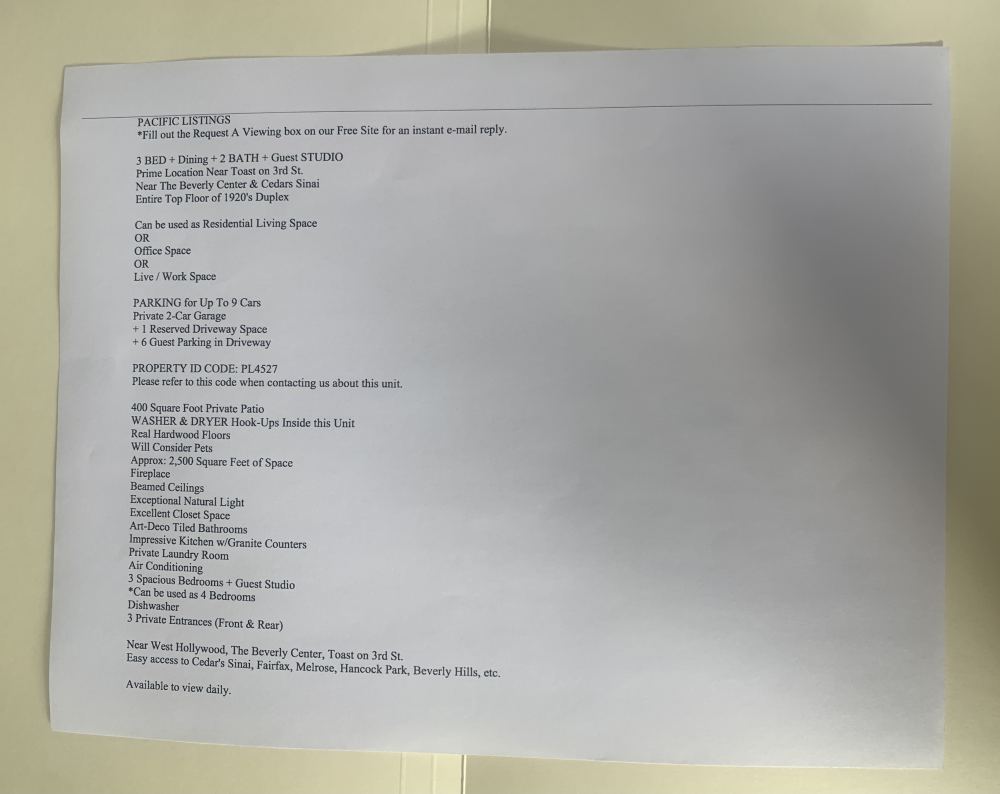 PACIFIC LISTINGS
*Fill out the Request A Viewing box on our Free Site for an instant e-mail reply.
3 BED + Dining + 2 BATH + Guest STUDIO
Prime Location Near Toast on 3rd St.
Near The Beverly Center & Cedars Sinai
Entire Top Floor of 1920's Duplex
Can be used as Residential Living Space
OR
Office Space
OR
Live / Work Space
PARKING for Up To 9 Cars
Private 2-Car Garage
+ 1 Reserved Driveway Space
+ 6 Guest Parking in Driveway
PROPERTY ID CODE: PL4527
Please refer to this code when contacting us about this unit.
400 Square Foot Private Patio
WASHER & DRYER Hook-Ups Inside this Unit
Real Hardwood Floors
Will Consider Pets
Approx: 2,500 Square Feet of Space
Fireplace
Beamed Ceilings
Exceptional Natural Light
Excellent Closet Space
Art-Deco Tiled Bathrooms
Impressive Kitchen w/Granite Counters
Private Laundry Room
Air Conditioning
3 Spacious Bedrooms + Guest Studio
*Can be used as 4 Bedrooms
Dishwasher
3 Private Entrances (Front & Rear)
Near West Hollywood, The Beverly Center, Toast on 3rd St.
Easy access to Cedar's Sinai, Fairfax, Melrose, Hancock Park, Beverly Hills, etc.
Available to view daily.